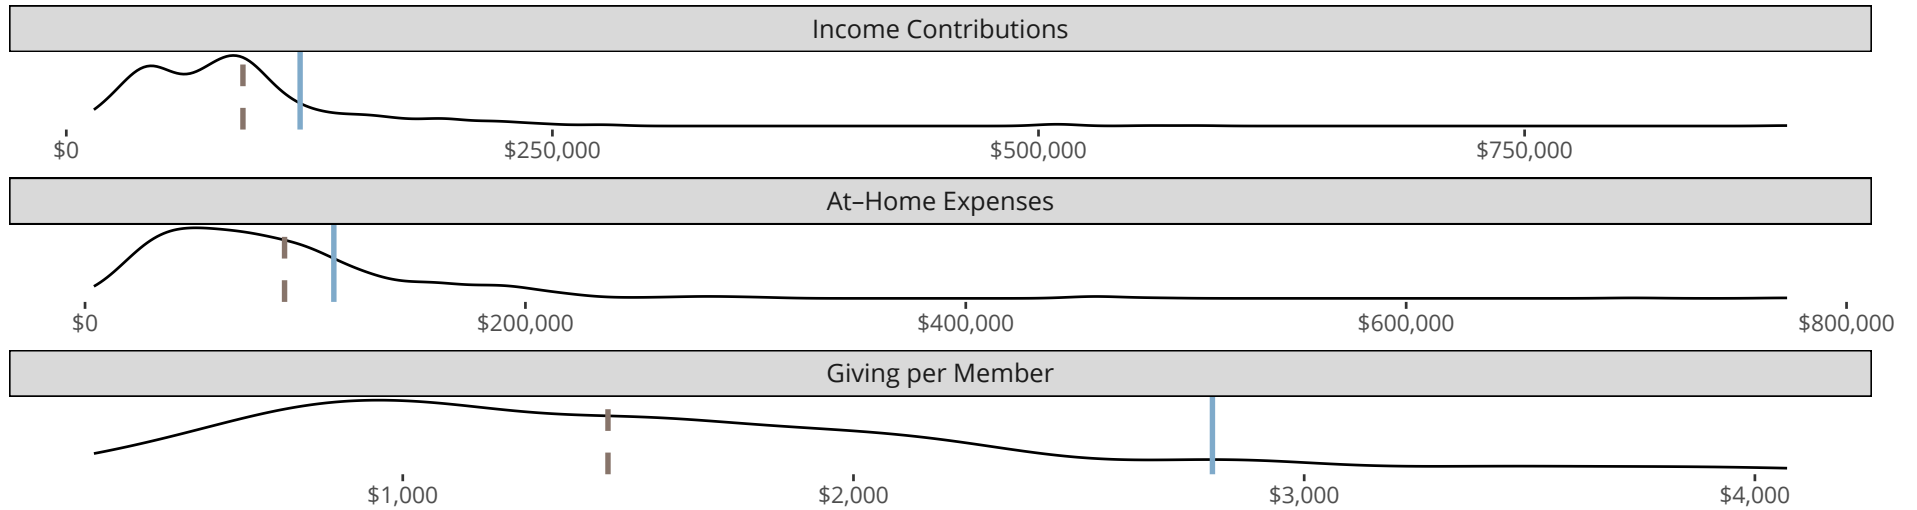 Income Contributions
$0 $250,000 $500,000 $750,000
At–Home Expenses
$0 $200,000 $400,000 $600,000 $800,000
Giving per Member
$1,000 $2,000 $3,000 $4,000